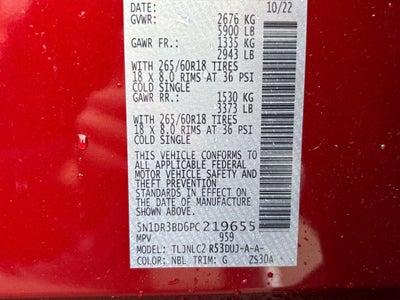 DATE: 10/22
GVWR: 2676 KG
5900 LB
GAWR FR.: 1335 KG
2943 LB
WITH 265/60R18 TIRES
18 X 8.0 RIMS AT 36 PSI
COLD SINGLE
GAWR RR.: 1530 KG
3373 LB
WITH 265/60R18 TIRES
18 X 8.0 RIMS AT 36 PSI
COLD SINGLE
THIS VEHICLE CONFORMS TO
ALL APPLICABLE FEDERAL
MOTOR VEHICLE SAFETY AND
THEFT PREVENTION
STANDARDS IN EFFECT ON
THE DATE OF MANUFACTURE
SHOWN ABOVE.
5N1DR3BD6PC219655
MPV 959
MODEL: TLJNLC2 R53DUJ-A-A-
COLOR: NBL TRIM: G ZS30A